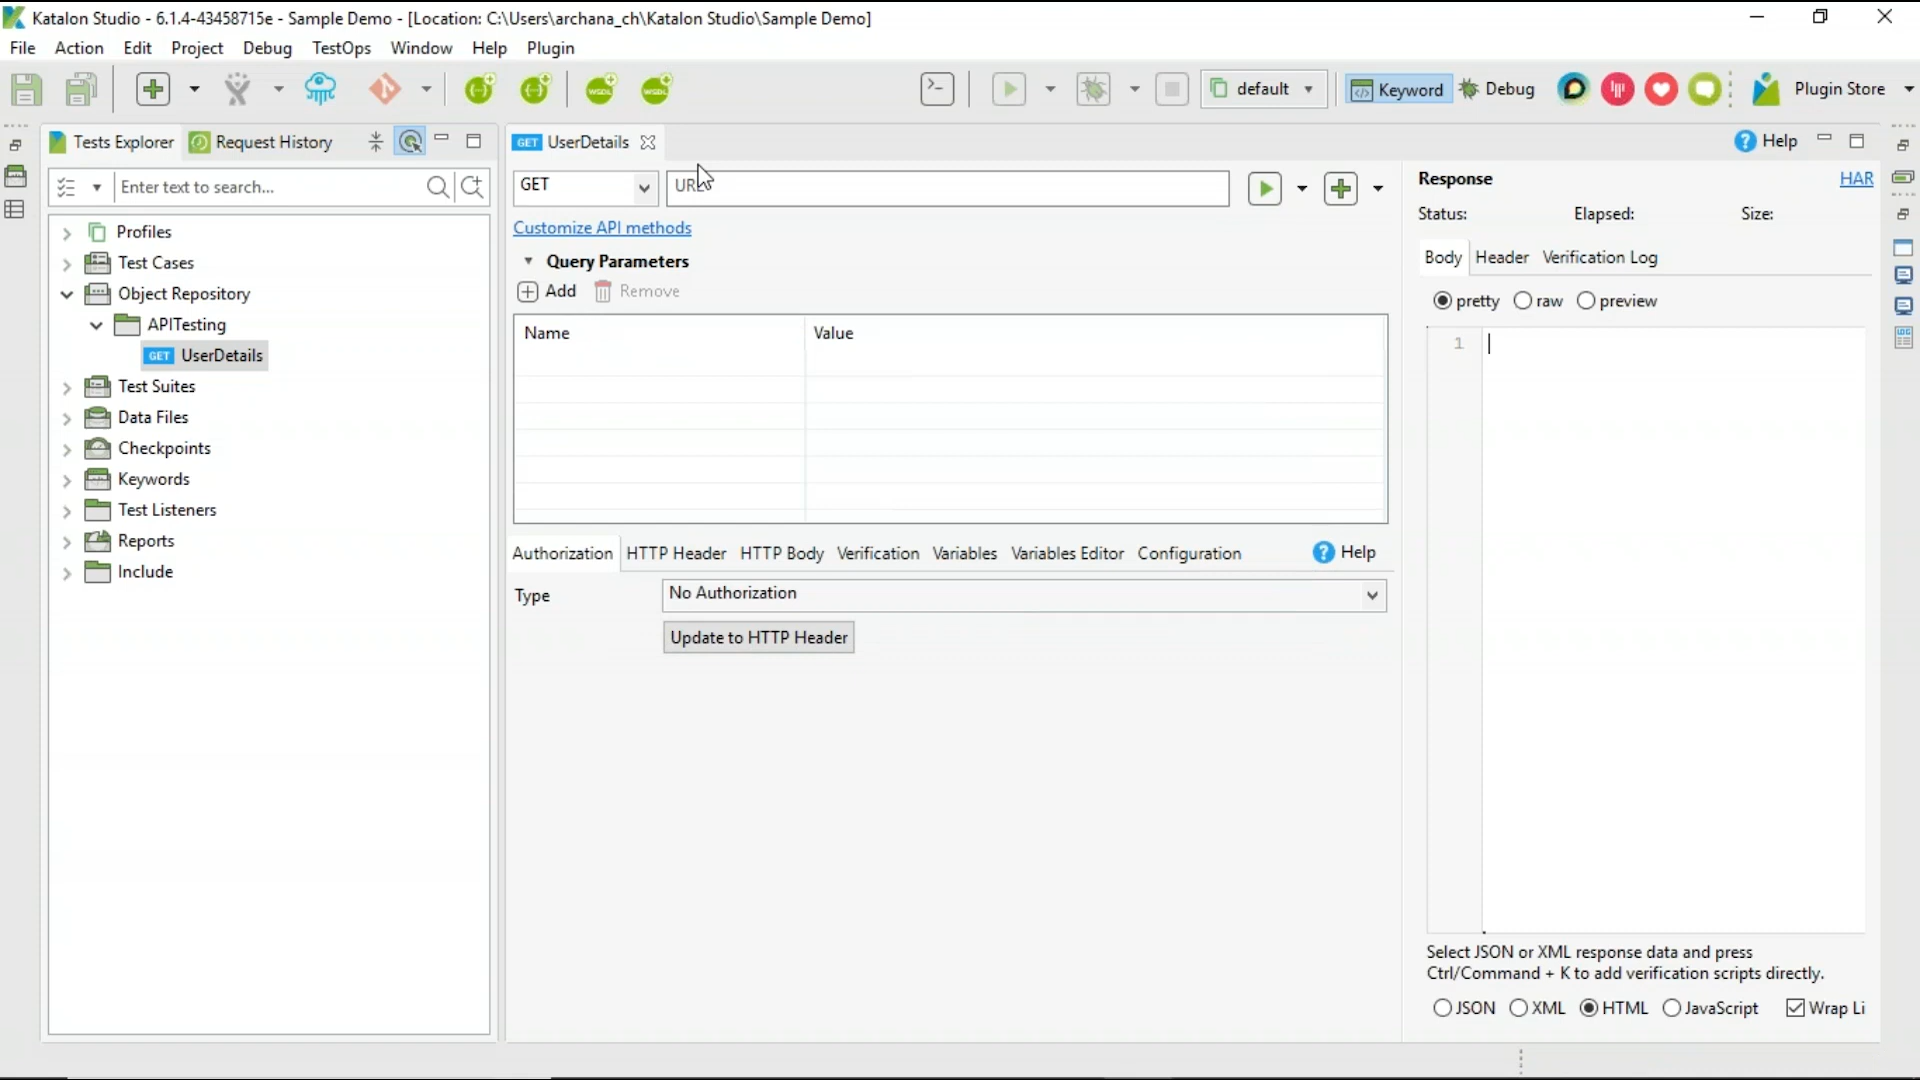 Katalon Studio - 6.1.4-43458715e - Sample Demo - [Location: C:\Users\archana_ch\Katalon Studio\Sample Demo]
File Action Edit Project Debug TestOps Window Help Plugin
default Keyword Debug Plugin Store
Tests Explorer Request History
Enter text to search...
Profiles
Test Cases
Object Repository
APITesting
GET UserDetails
Test Suites
Data Files
Checkpoints
Keywords
Test Listeners
Reports
Include
GET UserDetails
Help
GET
Customize API methods
Query Parameters
Add Remove
Name Value
Authorization HTTP Header HTTP Body Verification Variables Variables Editor Configuration Help
Type No Authorization
Update to HTTP Header
Response HAR
Status: Elapsed: Size:
Body Header Verification Log
pretty raw preview
1
Select JSON or XML response data and press
Ctrl/Command + K to add verification scripts directly.
JSON XML HTML JavaScript Wrap Li